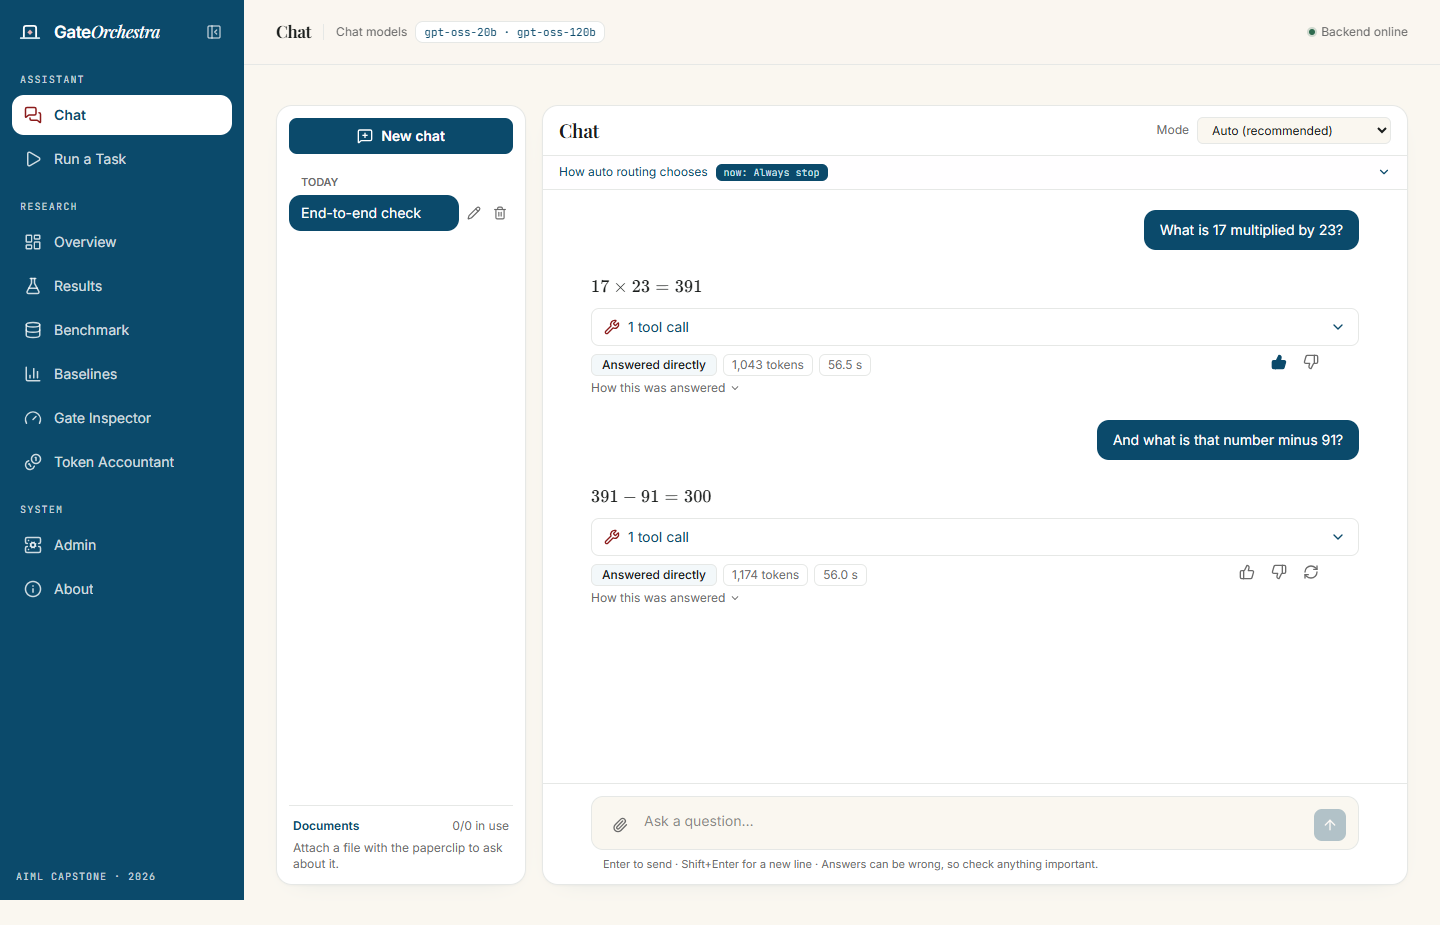 GateOrchestra
ASSISTANT
Chat
Run a Task
RESEARCH
Overview
Results
Benchmark
Baselines
Gate Inspector
Token Accountant
SYSTEM
Admin
About
AIML CAPSTONE · 2026
Chat
Chat models
gpt-oss-20b · gpt-oss-120b
Backend online
New chat
TODAY
End-to-end check
Documents
0/0 in use
Attach a file with the paperclip to ask
about it.
Chat
Mode
Auto (recommended)
How auto routing chooses
now: Always stop
What is 17 multiplied by 23?
17 × 23 = 391
1 tool call
Answered directly
1,043 tokens
56.5 s
How this was answered
And what is that number minus 91?
391 − 91 = 300
1 tool call
Answered directly
1,174 tokens
56.0 s
How this was answered
Ask a question...
Enter to send · Shift+Enter for a new line · Answers can be wrong, so check anything important.